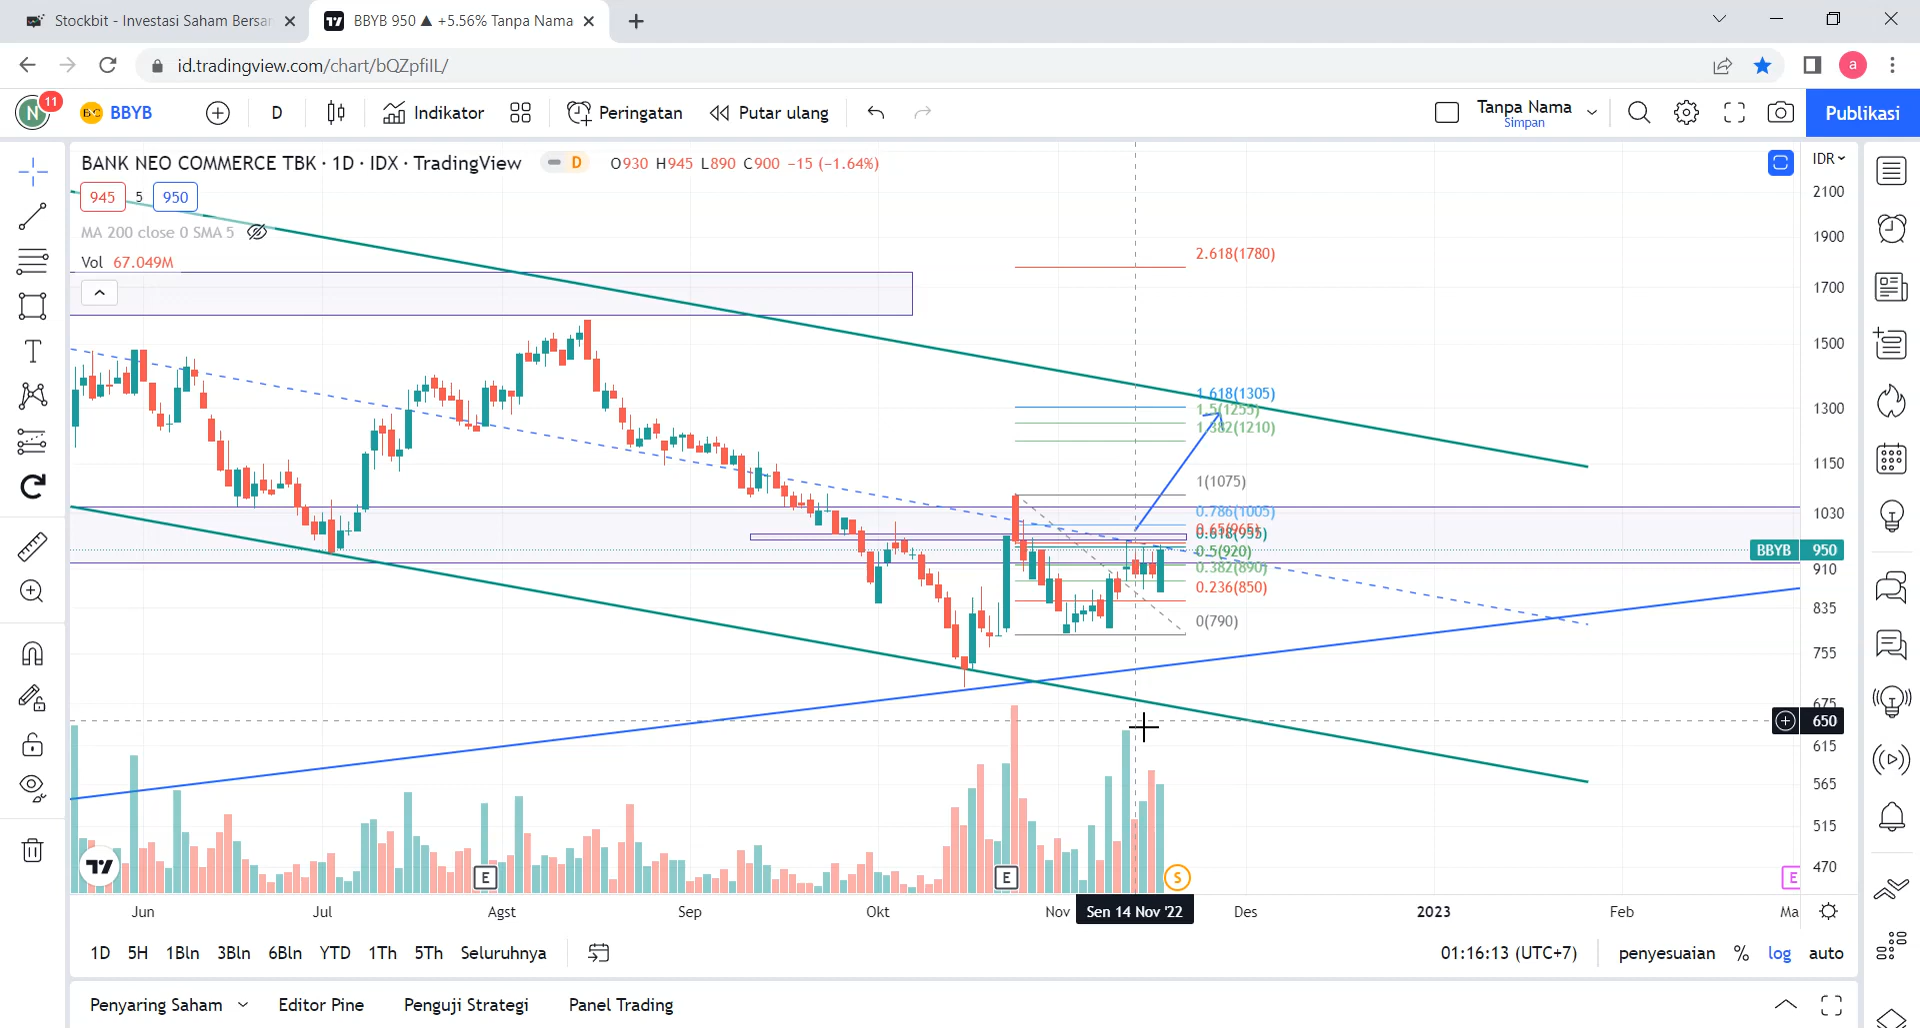 Stockbit - Investasi Saham Bersa
BBYB 950 ▲ +5.56% Tanpa Nama
id.tradingview.com/chart/bQZpfiIL/
a
N
11
BBYB
D
Indikator
Peringatan
Putar ulang
Tanpa Nama
Simpan
Publikasi
BANK NEO COMMERCE TBK · 1D · IDX · TradingView
D
O930 H945 L890 C900 −15 (−1.64%)
IDR
945 5 950
MA 200 close 0 SMA 5
Vol 67.049M
2100
1900
1700
1500
1300
1150
1030
BBYB 950
910
835
755
675
650
615
565
515
470
2.618(1780)
1.618(1305)
1.5(1255)
1.382(1210)
1(1075)
0.786(1005)
0.65(965)
0.618(955)
0.5(920)
0.382(890)
0.236(850)
0(790)
E
E
S
E
Jun
Jul
Agst
Sep
Okt
Nov
Sen 14 Nov '22
Des
2023
Feb
Ma
1D 5H 1Bln 3Bln 6Bln YTD 1Th 5Th Seluruhnya
01:16:13 (UTC+7)
penyesuaian % log auto
Penyaring Saham
Editor Pine
Penguji Strategi
Panel Trading